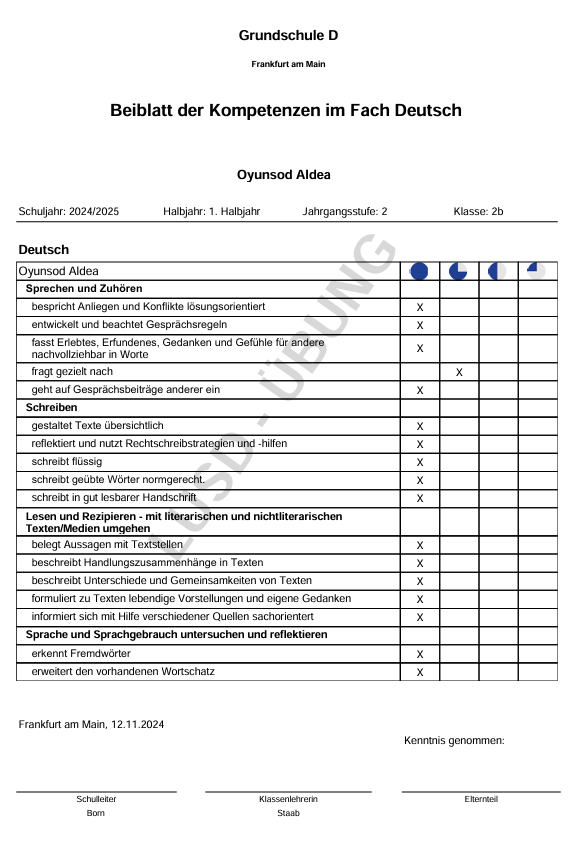 Grundschule D
Frankfurt am Main
Beiblatt der Kompetenzen im Fach Deutsch
Oyunsod Aldea
Schuljahr: 2024/2025 Halbjahr: 1. Halbjahr Jahrgangsstufe: 2 Klasse: 2b
Deutsch
Oyunsod Aldea
Sprechen und Zuhören
bespricht Anliegen und Konflikte lösungsorientiert X
entwickelt und beachtet Gesprächsregeln X
fasst Erlebtes, Erfundenes, Gedanken und Gefühle für andere
nachvollziehbar in Worte X
fragt gezielt nach X
geht auf Gesprächsbeiträge anderer ein X
Schreiben
gestaltet Texte übersichtlich X
reflektiert und nutzt Rechtschreibstrategien und -hilfen X
schreibt flüssig X
schreibt geübte Wörter normgerecht. X
schreibt in gut lesbarer Handschrift X
Lesen und Rezipieren - mit literarischen und nichtliterarischen
Texten/Medien umgehen
belegt Aussagen mit Textstellen X
beschreibt Handlungszusammenhänge in Texten X
beschreibt Unterschiede und Gemeinsamkeiten von Texten X
formuliert zu Texten lebendige Vorstellungen und eigene Gedanken X
informiert sich mit Hilfe verschiedener Quellen sachorientert X
Sprache und Sprachgebrauch untersuchen und reflektieren
erkennt Fremdwörter X
erweitert den vorhandenen Wortschatz X
LUSD - ÜBUNG
Frankfurt am Main, 12.11.2024
Kenntnis genommen:
Schulleiter Klassenlehrerin Elternteil
Born Staab